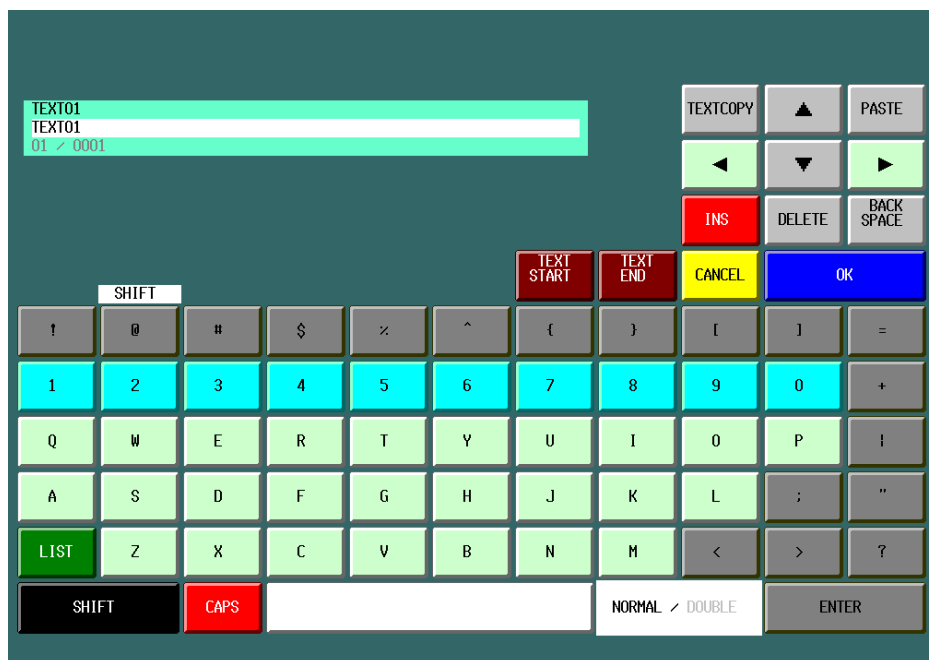 TEXTCOPY ▲ PASTE
TEXT01
TEXT01
01 / 0001
◀ ▼ ▶
INS DELETE BACK SPACE
TEXT START TEXT END CANCEL OK
SHIFT
! @ # $ % ^ { } [ ] =
1 2 3 4 5 6 7 8 9 0 +
Q W E R T Y U I O P ¦
A S D F G H J K L ; "
LIST Z X C V B N M < > ?
SHIFT CAPS NORMAL / DOUBLE ENTER